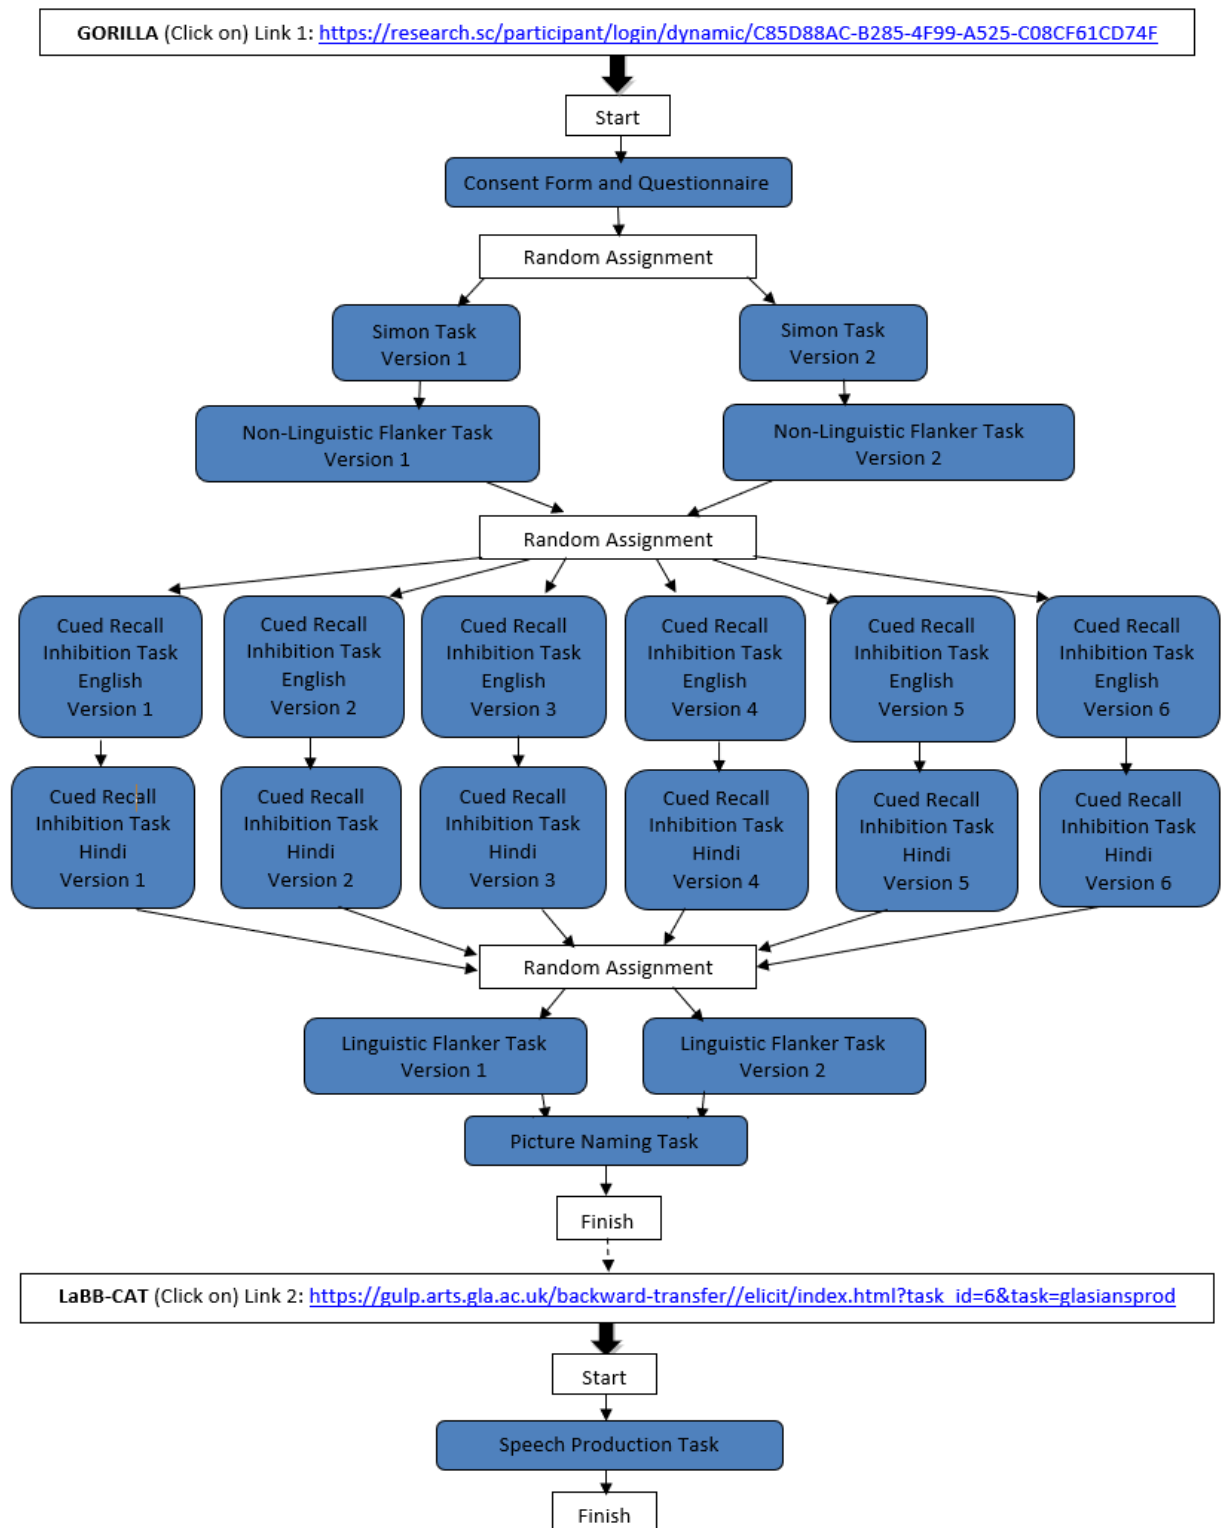 GORILLA (Click on) Link 1: https://research.sc/participant/login/dynamic/C85D88AC-B285-4F99-A525-C08CF61CD74F
Start
Consent Form and Questionnaire
Random Assignment
Simon Task
Version 1
Simon Task
Version 2
Non-Linguistic Flanker Task
Version 1
Non-Linguistic Flanker Task
Version 2
Random Assignment
Cued Recall
Inhibition Task
English
Version 1
Cued Recall
Inhibition Task
English
Version 2
Cued Recall
Inhibition Task
English
Version 3
Cued Recall
Inhibition Task
English
Version 4
Cued Recall
Inhibition Task
English
Version 5
Cued Recall
Inhibition Task
English
Version 6
Cued Recall
Inhibition Task
Hindi
Version 1
Cued Recall
Inhibition Task
Hindi
Version 2
Cued Recall
Inhibition Task
Hindi
Version 3
Cued Recall
Inhibition Task
Hindi
Version 4
Cued Recall
Inhibition Task
Hindi
Version 5
Cued Recall
Inhibition Task
Hindi
Version 6
Random Assignment
Linguistic Flanker Task
Version 1
Linguistic Flanker Task
Version 2
Picture Naming Task
Finish
LaBB-CAT (Click on) Link 2: https://gulp.arts.gla.ac.uk/backward-transfer//elicit/index.html?task_id=6&task=glasiansprod
Start
Speech Production Task
Finish